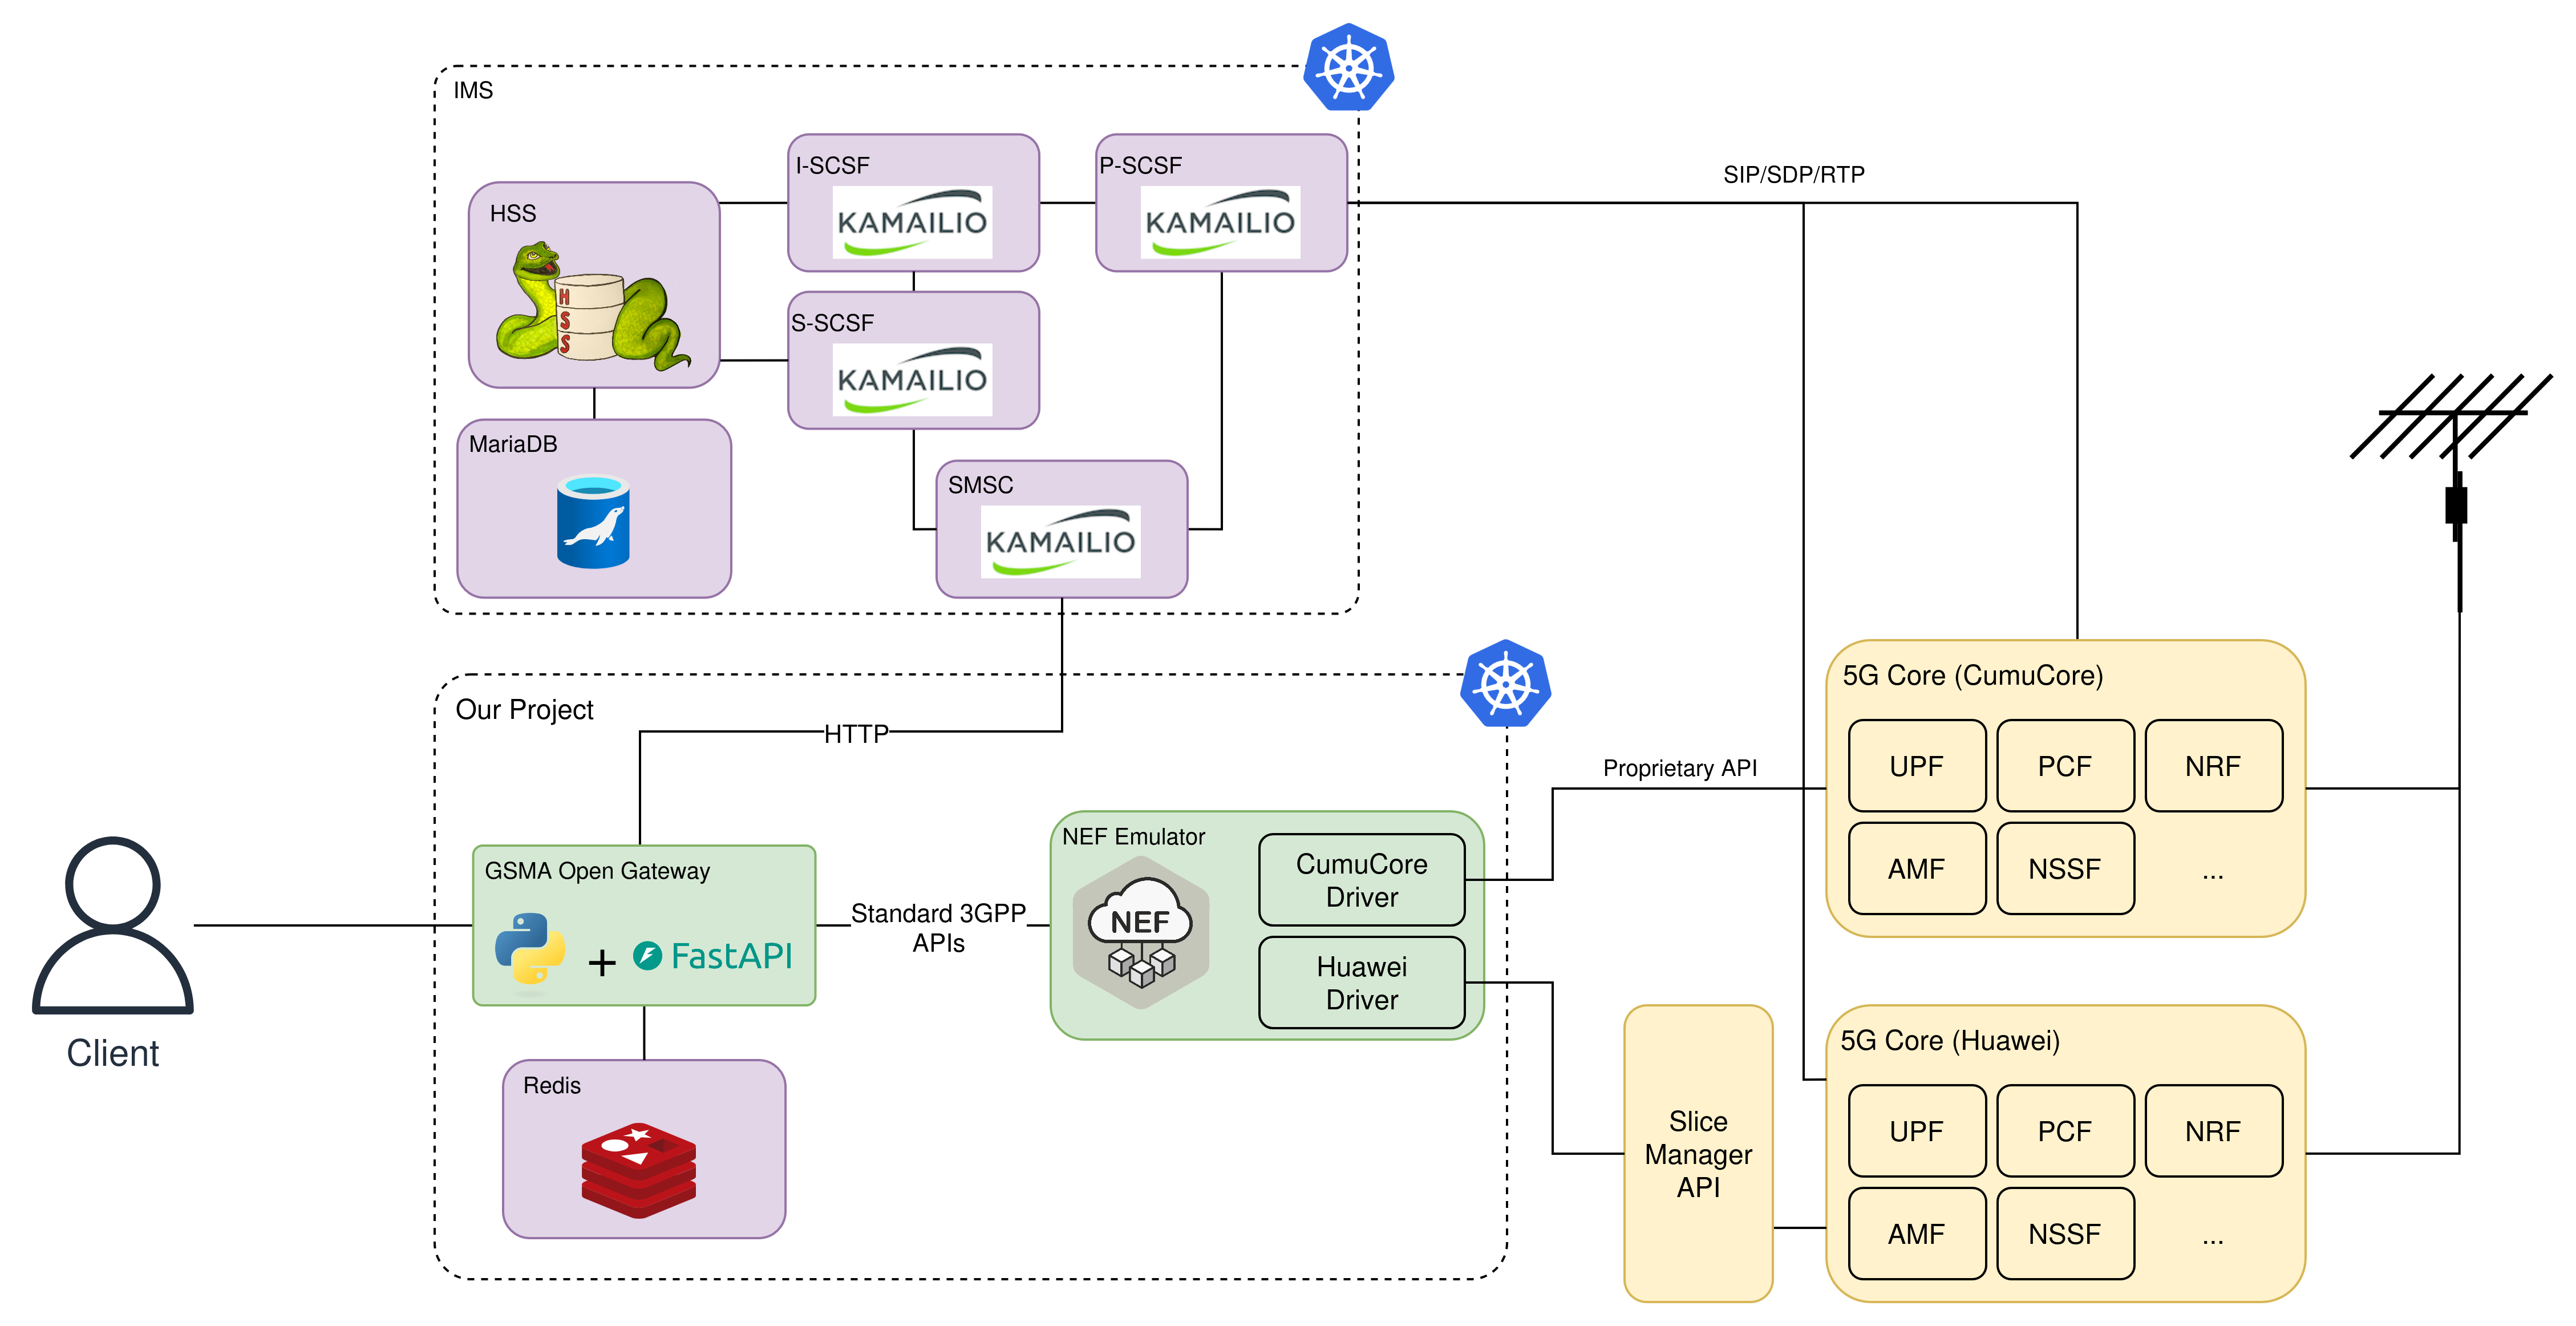 IMS
I-SCSF
KAMAILIO
P-SCSF
KAMAILIO
SIP/SDP/RTP
HSS
H
S
S
S-SCSF
KAMAILIO
MariaDB
SMSC
KAMAILIO
Our Project
HTTP
GSMA Open Gateway
+
FastAPI
Standard 3GPP
APIs
NEF Emulator
NEF
CumuCore
Driver
Huawei
Driver
Proprietary API
Client
Redis
Slice
Manager
API
5G Core (CumuCore)
UPF
PCF
NRF
AMF
NSSF
...
5G Core (Huawei)
UPF
PCF
NRF
AMF
NSSF
...